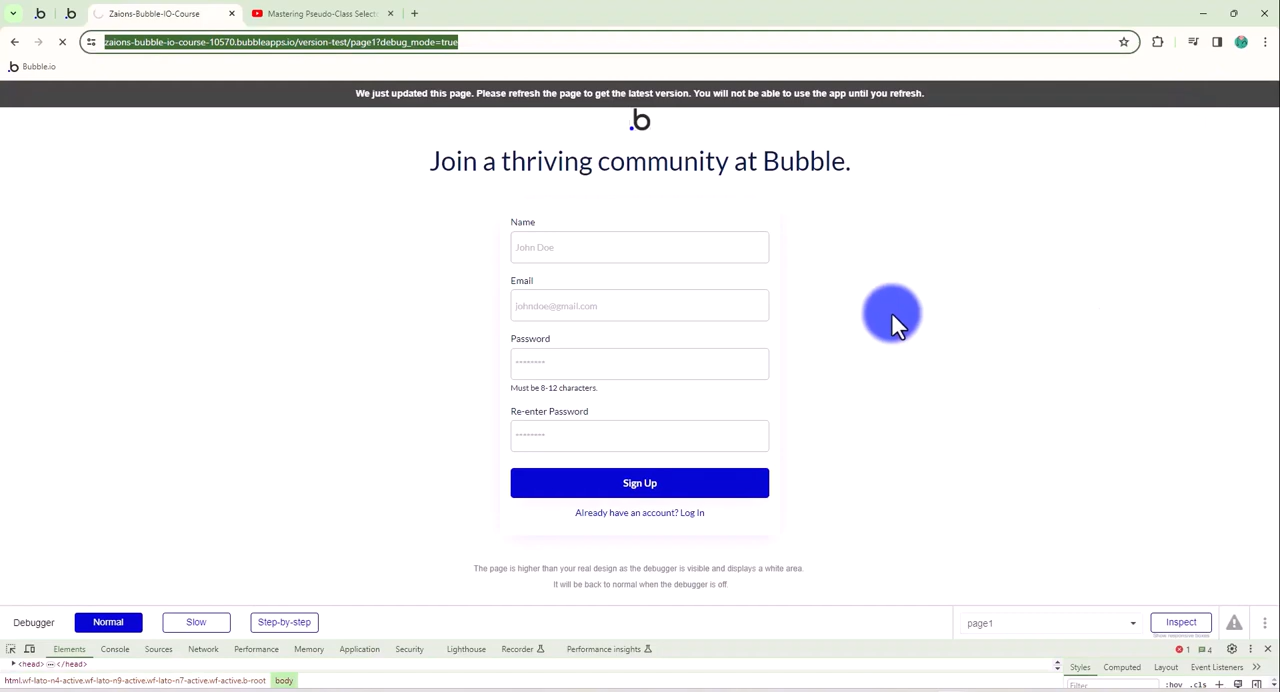 Zaions-Bubble-IO-Course
Mastering Pseudo-Class Select
zaions-bubble-io-course-10570.bubbleapps.io/version-test/page1?debug_mode=true
.b Bubble.io
We just updated this page. Please refresh the page to get the latest version. You will not be able to use the app until you refresh.
.b
Join a thriving community at Bubble.
Name
John Doe
Email
johndoe@gmail.com
Password
--------
Must be 8-12 characters.
Re-enter Password
--------
Sign Up
Already have an account? Log In
The page is higher than your real design as the debugger is visible and displays a white area.
It will be back to normal when the debugger is off.
Debugger Normal Slow Step-by-step page1 Inspect
Show responsive boxes
Elements Console Sources Network Performance Memory Application Security Lighthouse Recorder Performance insights 1 4
<head> ... </head> Styles Computed Layout Event Listeners
html.wf-lato-n4-active.wf-lato-n9-active.wf-lato-n7-active.wf-active.b-root body Filter :hov .cls